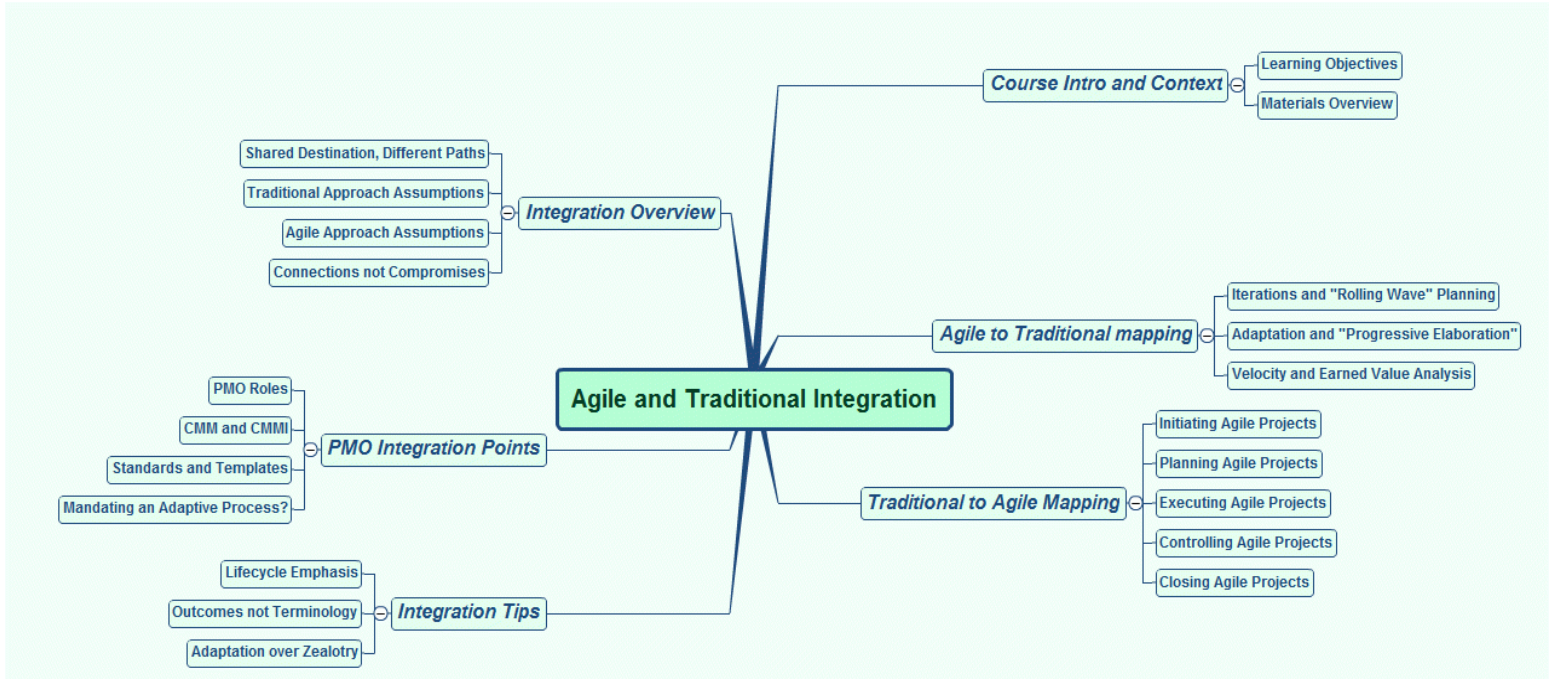 Agile and Traditional Integration
Course Intro and Context
Learning Objectives
Materials Overview
Agile to Traditional mapping
Iterations and "Rolling Wave" Planning
Adaptation and "Progressive Elaboration"
Velocity and Earned Value Analysis
Traditional to Agile Mapping
Initiating Agile Projects
Planning Agile Projects
Executing Agile Projects
Controlling Agile Projects
Closing Agile Projects
Integration Overview
Shared Destination, Different Paths
Traditional Approach Assumptions
Agile Approach Assumptions
Connections not Compromises
PMO Integration Points
PMO Roles
CMM and CMMI
Standards and Templates
Mandating an Adaptive Process?
Integration Tips
Lifecycle Emphasis
Outcomes not Terminology
Adaptation over Zealotry